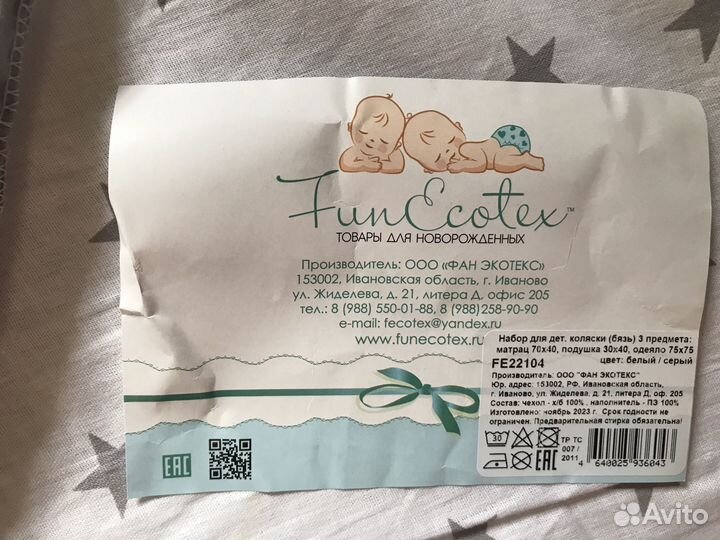 FunEcotex™
ТОВАРЫ ДЛЯ НОВОРОЖДЕННЫХ
Производитель: ООО «ФАН ЭКОТЕКС»
153002, Ивановская область, г. Иваново
ул. Жиделева, д. 21, литера Д, офис 205
тел.: 8 (988) 550-01-88, 8 (988)258-90-90
e-mail: fecotex@yandex.ru
www.funecotex.ru
Набор для дет. коляски (бязь) 3 предмета:
матрац 70х40, подушка 30х40, одеяло 75х75
цвет: белый / серый
FE22104
Производитель: ООО "ФАН ЭКОТЕКС"
Юр. адрес: 153002, РФ, Ивановская область,
г. Иваново, ул. Жиделева, д. 21, литера Д, оф. 205
Состав: чехол - х/б 100% , наполнитель - ПЭ 100%
Изготовлено: ноябрь 2023 г. Срок годности не
ограничен. Предварительная стирка обязательна!
30
ТР ТС
007 /
2011
EAC
4 640025 936043
EAC
Avito